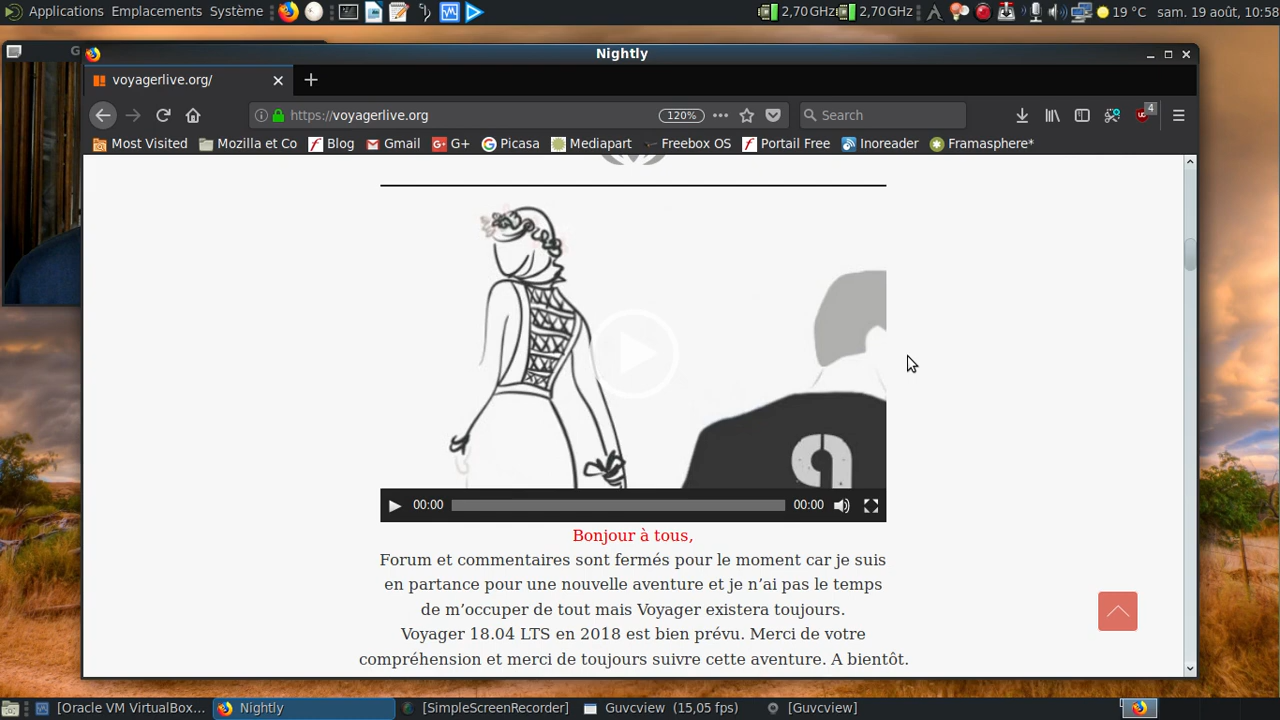 Applications Emplacements Système 2,70 GHz 2,70 GHz 19 °C sam. 19 août, 10:58
G
Nightly
voyagerlive.org/
https://voyagerlive.org 120% Search 4
Most Visited Mozilla et Co Blog Gmail G+ Picasa Mediapart Freebox OS Portail Free Inoreader Framasphere*
00:00 00:00
Bonjour à tous,
Forum et commentaires sont fermés pour le moment car je suis
en partance pour une nouvelle aventure et je n’ai pas le temps
de m’occuper de tout mais Voyager existera toujours.
Voyager 18.04 LTS en 2018 est bien prévu. Merci de votre
compréhension et merci de toujours suivre cette aventure. A bientôt.
[Oracle VM VirtualBox... Nightly [SimpleScreenRecorder] Guvcview (15,05 fps) [Guvcview]